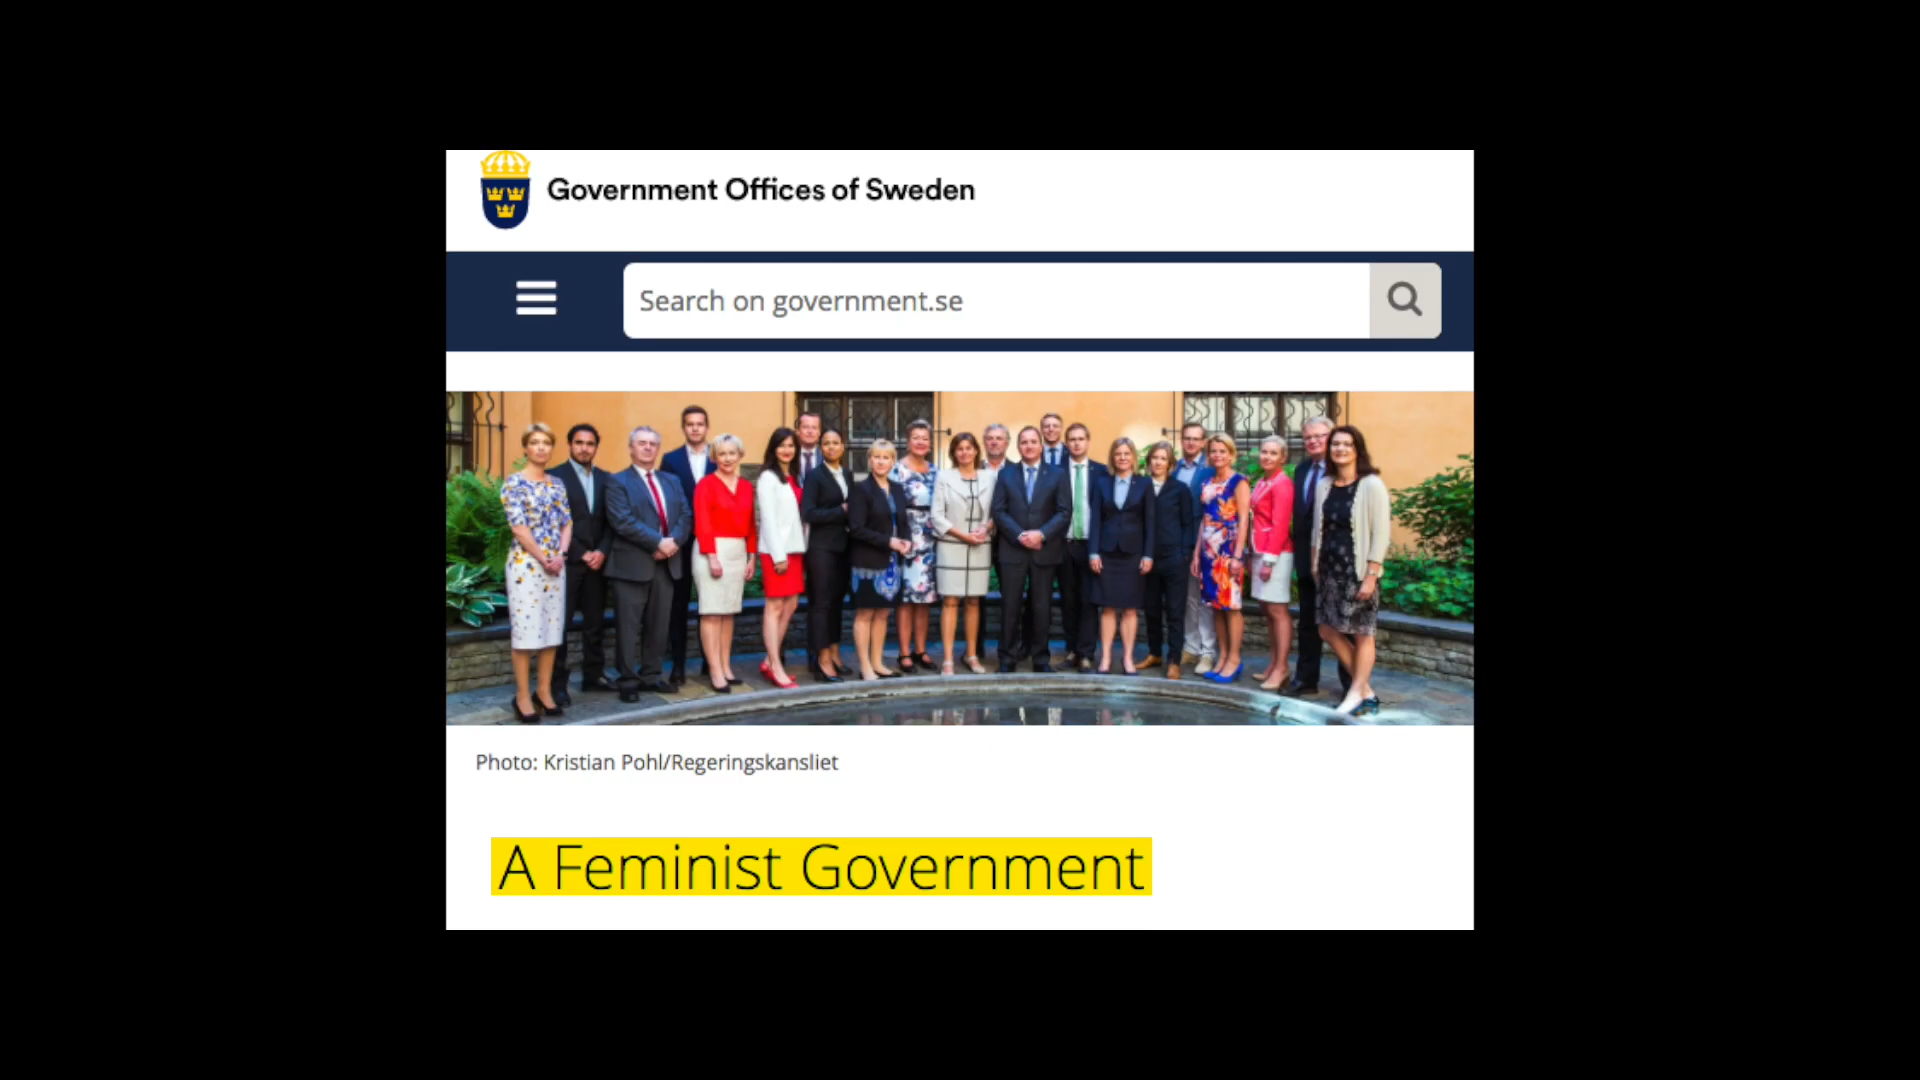 Government Offices of Sweden
Search on government.se
Photo: Kristian Pohl/Regeringskansliet
A Feminist Government